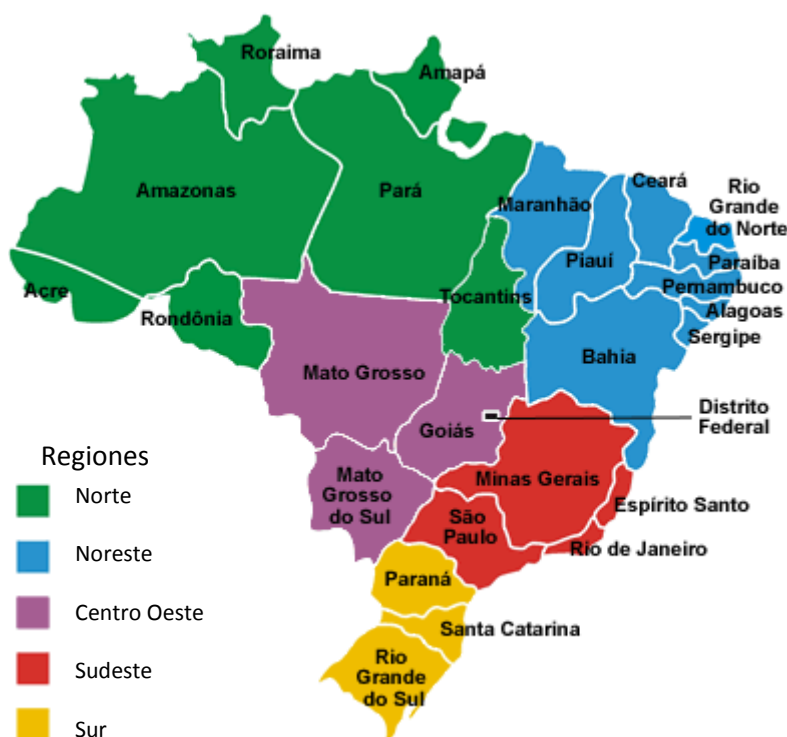 Roraima
Amapá
Amazonas
Pará
Maranhão
Ceará
Rio
Grande
do Norte
Piauí
Paraíba
Pernambuco
Acre
Rondônia
Tocantins
Alagoas
Sergipe
Bahia
Mato Grosso
Distrito
Federal
Goiás
Mato
Grosso
do Sul
Minas Gerais
Espírito Santo
São
Paulo
Rio de Janeiro
Paraná
Santa Catarina
Rio
Grande
do Sul
Regiones
Norte
Noreste
Centro Oeste
Sudeste
Sur